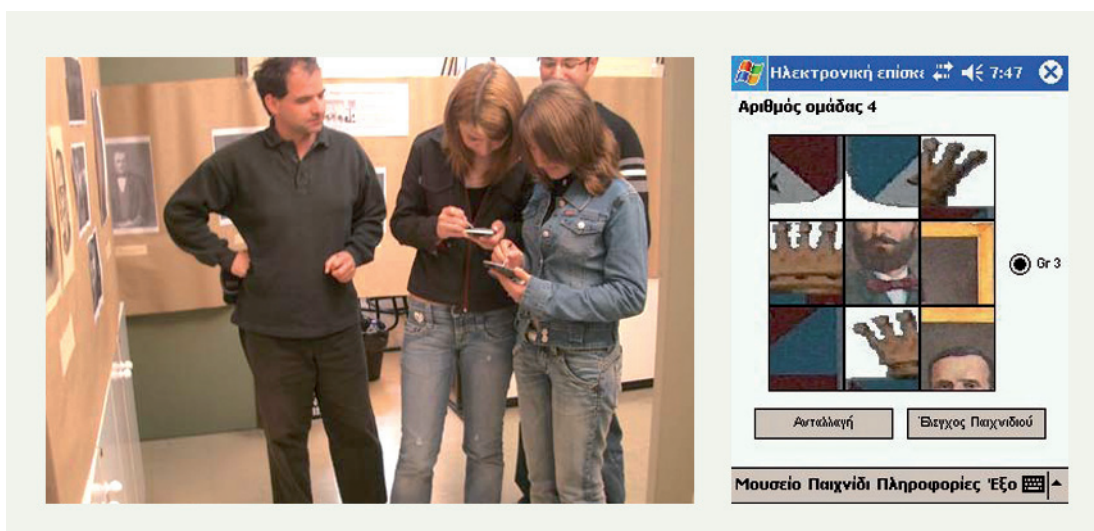 Ηλεκτρονική επίσκε 7:47
Αριθμός ομάδας 4
Gr 3
Ανταλλαγή
Έλεγχος Παιχνιδιού
Μουσείο Παιχνίδι Πληροφορίες Έξο